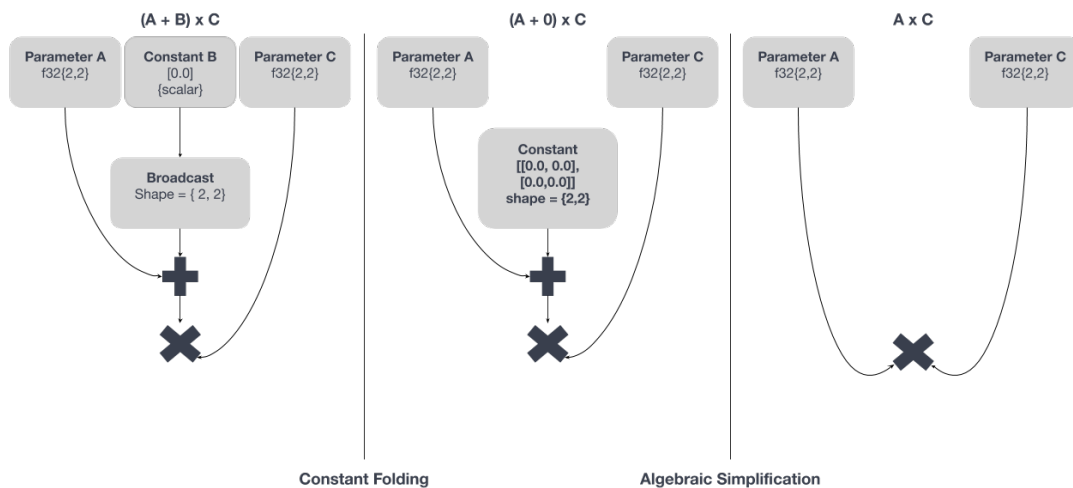 (A + B) x C
Parameter A
f32{2,2}
Constant B
[0.0]
{scalar}
Parameter C
f32{2,2}
Broadcast
Shape = { 2, 2}
(A + 0) x C
Parameter A
f32{2,2}
Parameter C
f32{2,2}
Constant
[[0.0, 0.0],
[0.0,0.0]]
shape = {2,2}
A x C
Parameter A
f32{2,2}
Parameter C
f32{2,2}
Constant Folding
Algebraic Simplification